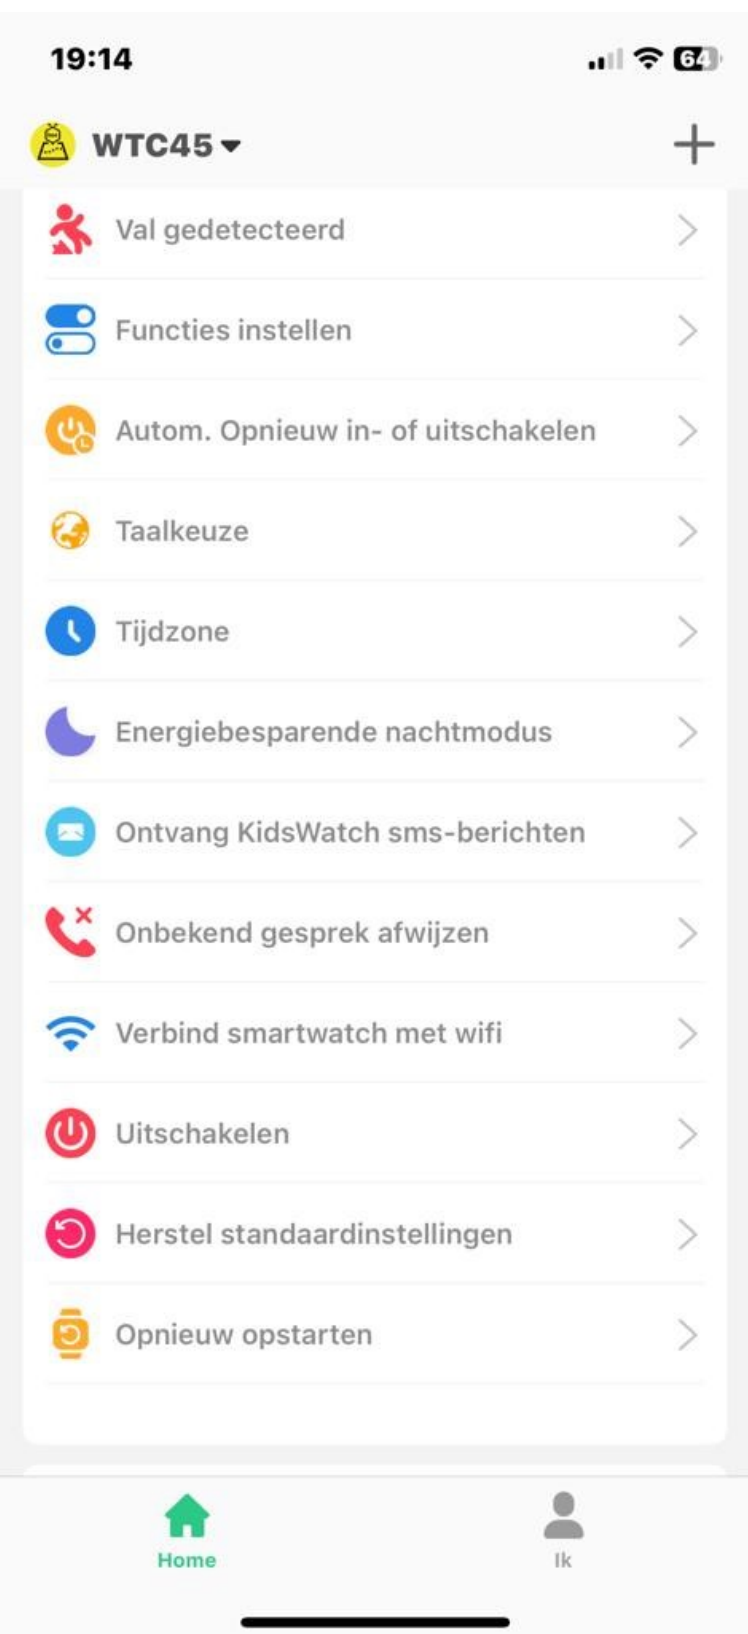 19:14
64
WTC45
Val gedetecteerd
Functies instellen
Autom. Opnieuw in- of uitschakelen
Taalkeuze
Tijdzone
Energiebesparende nachtmodus
Ontvang KidsWatch sms-berichten
Onbekend gesprek afwijzen
Verbind smartwatch met wifi
Uitschakelen
Herstel standaardinstellingen
Opnieuw opstarten
Home
Ik